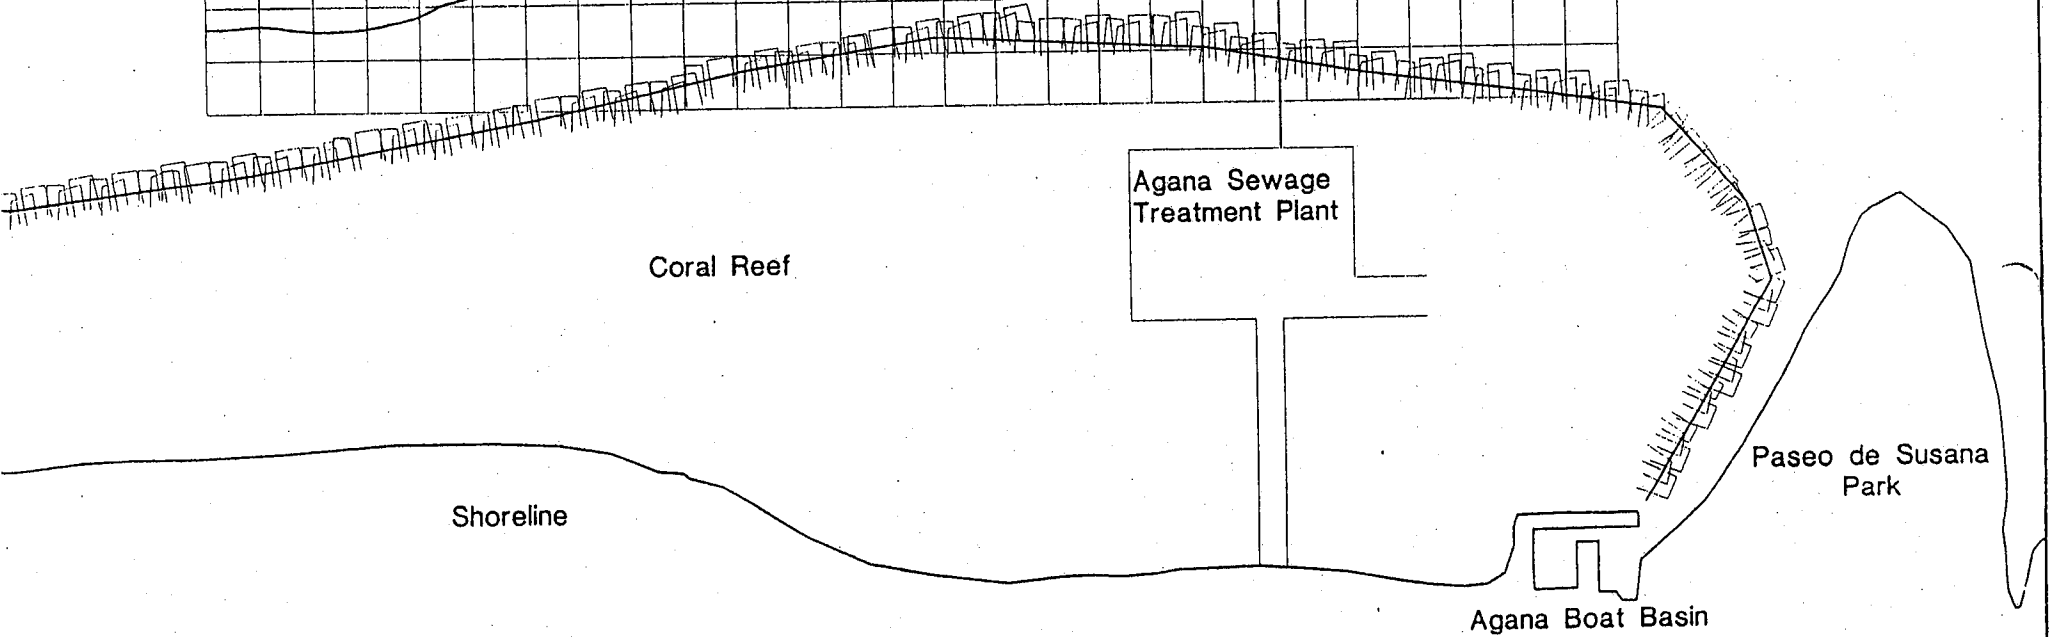 Agana Sewage
Treatment Plant
Coral Reef
Paseo de Susana
Park
Shoreline
Agana Boat Basin